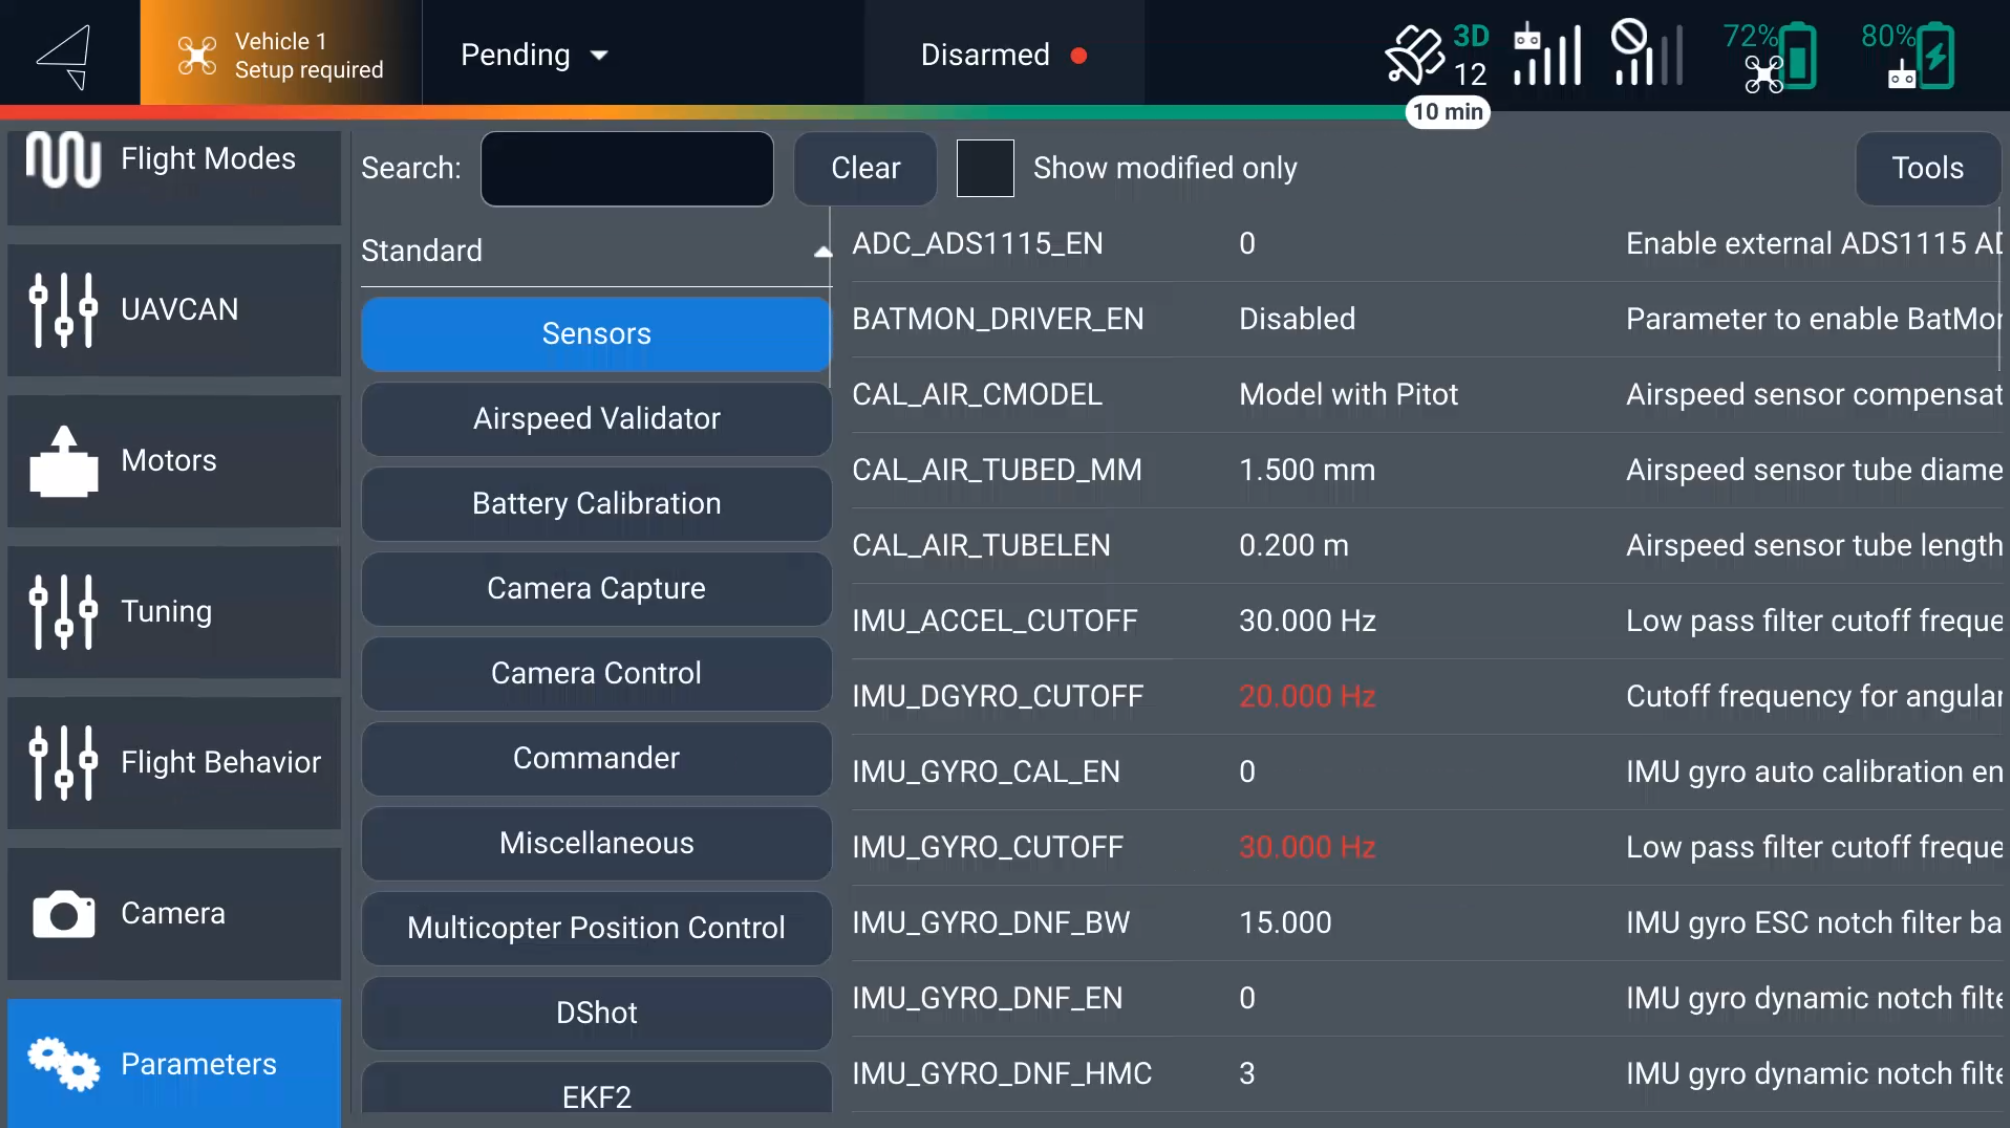 Vehicle 1
Setup required
Pending
Disarmed
3D
12
72%
80%
10 min
Flight Modes
UAVCAN
Motors
Tuning
Flight Behavior
Camera
Parameters
Search:
Clear
Show modified only
Tools
Standard
Sensors
Airspeed Validator
Battery Calibration
Camera Capture
Camera Control
Commander
Miscellaneous
Multicopter Position Control
DShot
EKF2
ADC_ADS1115_EN 0 Enable external ADS1115 AD
BATMON_DRIVER_EN Disabled Parameter to enable BatMon
CAL_AIR_CMODEL Model with Pitot Airspeed sensor compensat
CAL_AIR_TUBED_MM 1.500 mm Airspeed sensor tube diame
CAL_AIR_TUBELEN 0.200 m Airspeed sensor tube length
IMU_ACCEL_CUTOFF 30.000 Hz Low pass filter cutoff freque
IMU_DGYRO_CUTOFF 20.000 Hz Cutoff frequency for angular
IMU_GYRO_CAL_EN 0 IMU gyro auto calibration en
IMU_GYRO_CUTOFF 30.000 Hz Low pass filter cutoff freque
IMU_GYRO_DNF_BW 15.000 IMU gyro ESC notch filter ba
IMU_GYRO_DNF_EN 0 IMU gyro dynamic notch filte
IMU_GYRO_DNF_HMC 3 IMU gyro dynamic notch filte